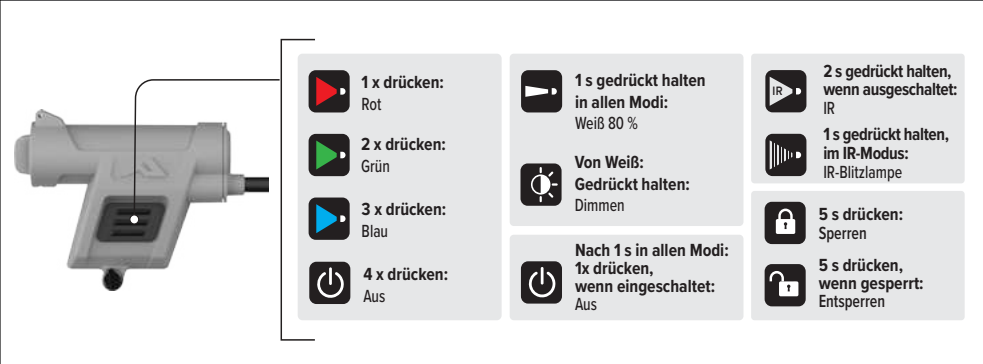 1 x drücken:
Rot
2 x drücken:
Grün
3 x drücken:
Blau
4 x drücken:
Aus
1 s gedrückt halten
in allen Modi:
Weiß 80 %
Von Weiß:
Gedrückt halten:
Dimmen
Nach 1 s in allen Modi:
1x drücken,
wenn eingeschaltet:
Aus
IR
2 s gedrückt halten,
wenn ausgeschaltet:
IR
1 s gedrückt halten,
im IR-Modus:
IR-Blitzlampe
5 s drücken:
Sperren
5 s drücken,
wenn gesperrt:
Entsperren